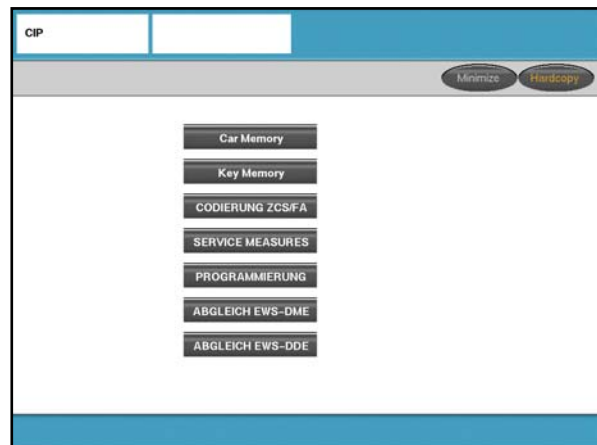 CIP
Minimize
Hardcopy
Car Memory
Key Memory
CODIERUNG ZCS/FA
SERVICE MEASURES
PROGRAMMIERUNG
ABGLEICH EWS-DME
ABGLEICH EWS-DDE